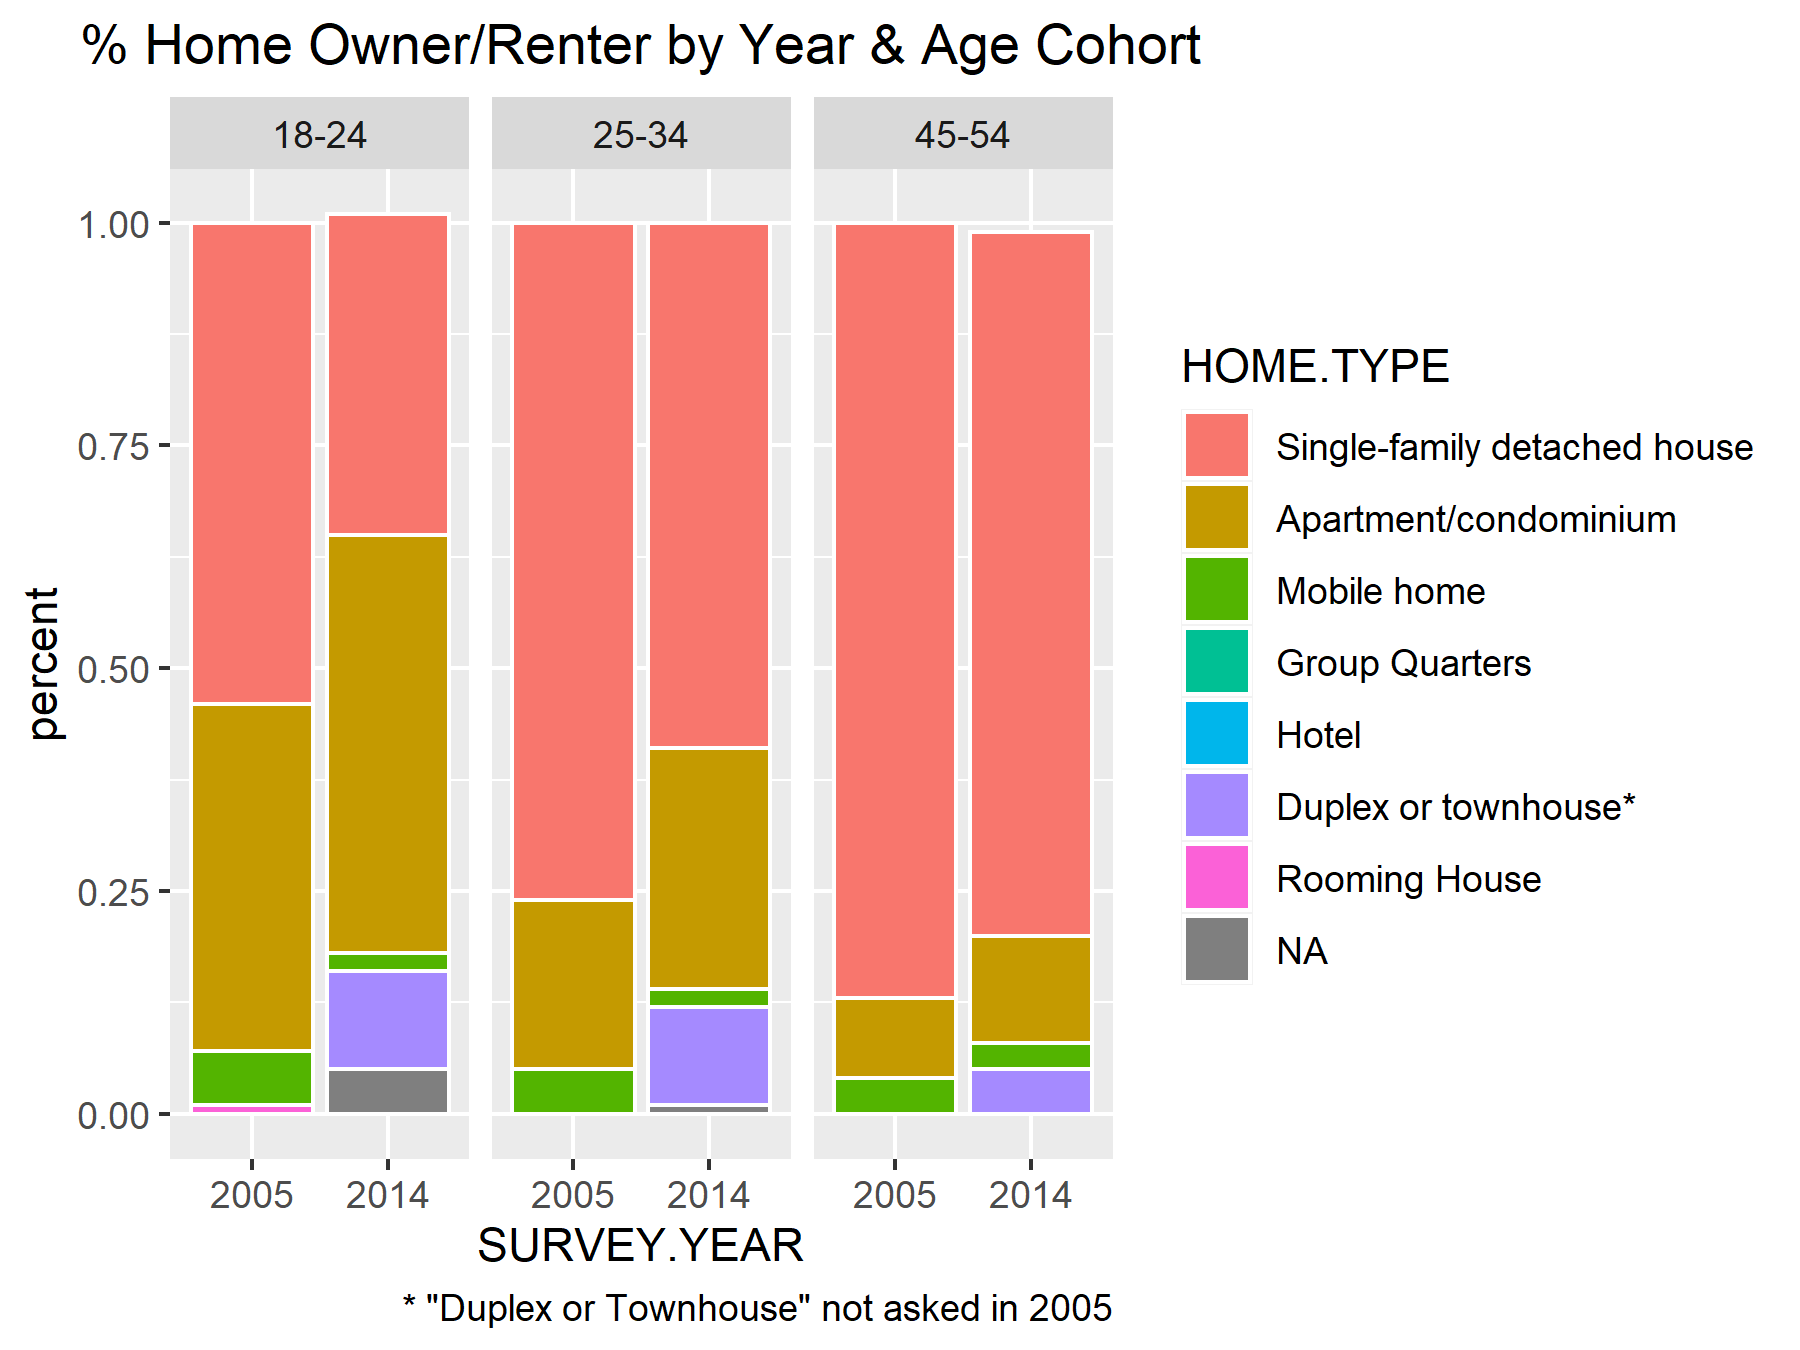 % Home Owner/Renter by Year & Age Cohort
18-24 25-34 45-54
1.00
0.75
0.50
0.25
0.00
percent
2005 2014 2005 2014 2005 2014
SURVEY.YEAR
* "Duplex or Townhouse" not asked in 2005
HOME.TYPE
Single-family detached house
Apartment/condominium
Mobile home
Group Quarters
Hotel
Duplex or townhouse*
Rooming House
NA